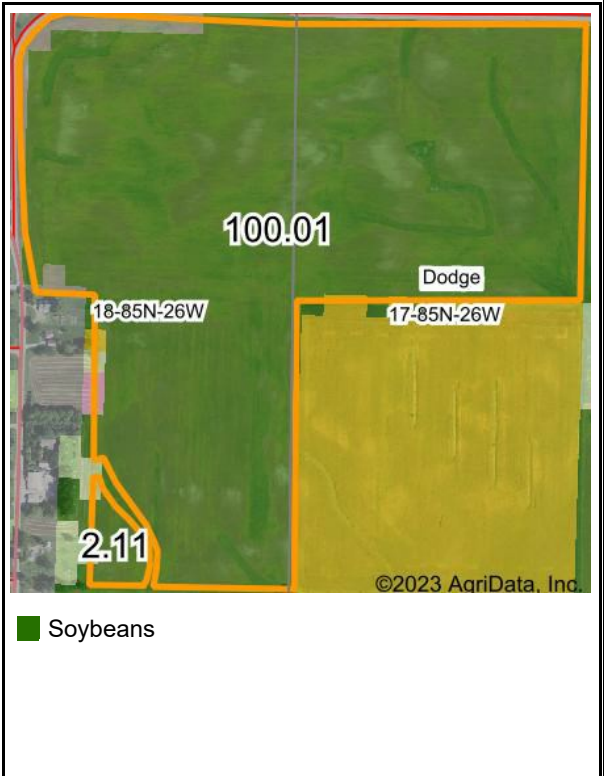 100.01
Dodge
18-85N-26W
17-85N-26W
2.11
©2023 AgriData, Inc.
Soybeans